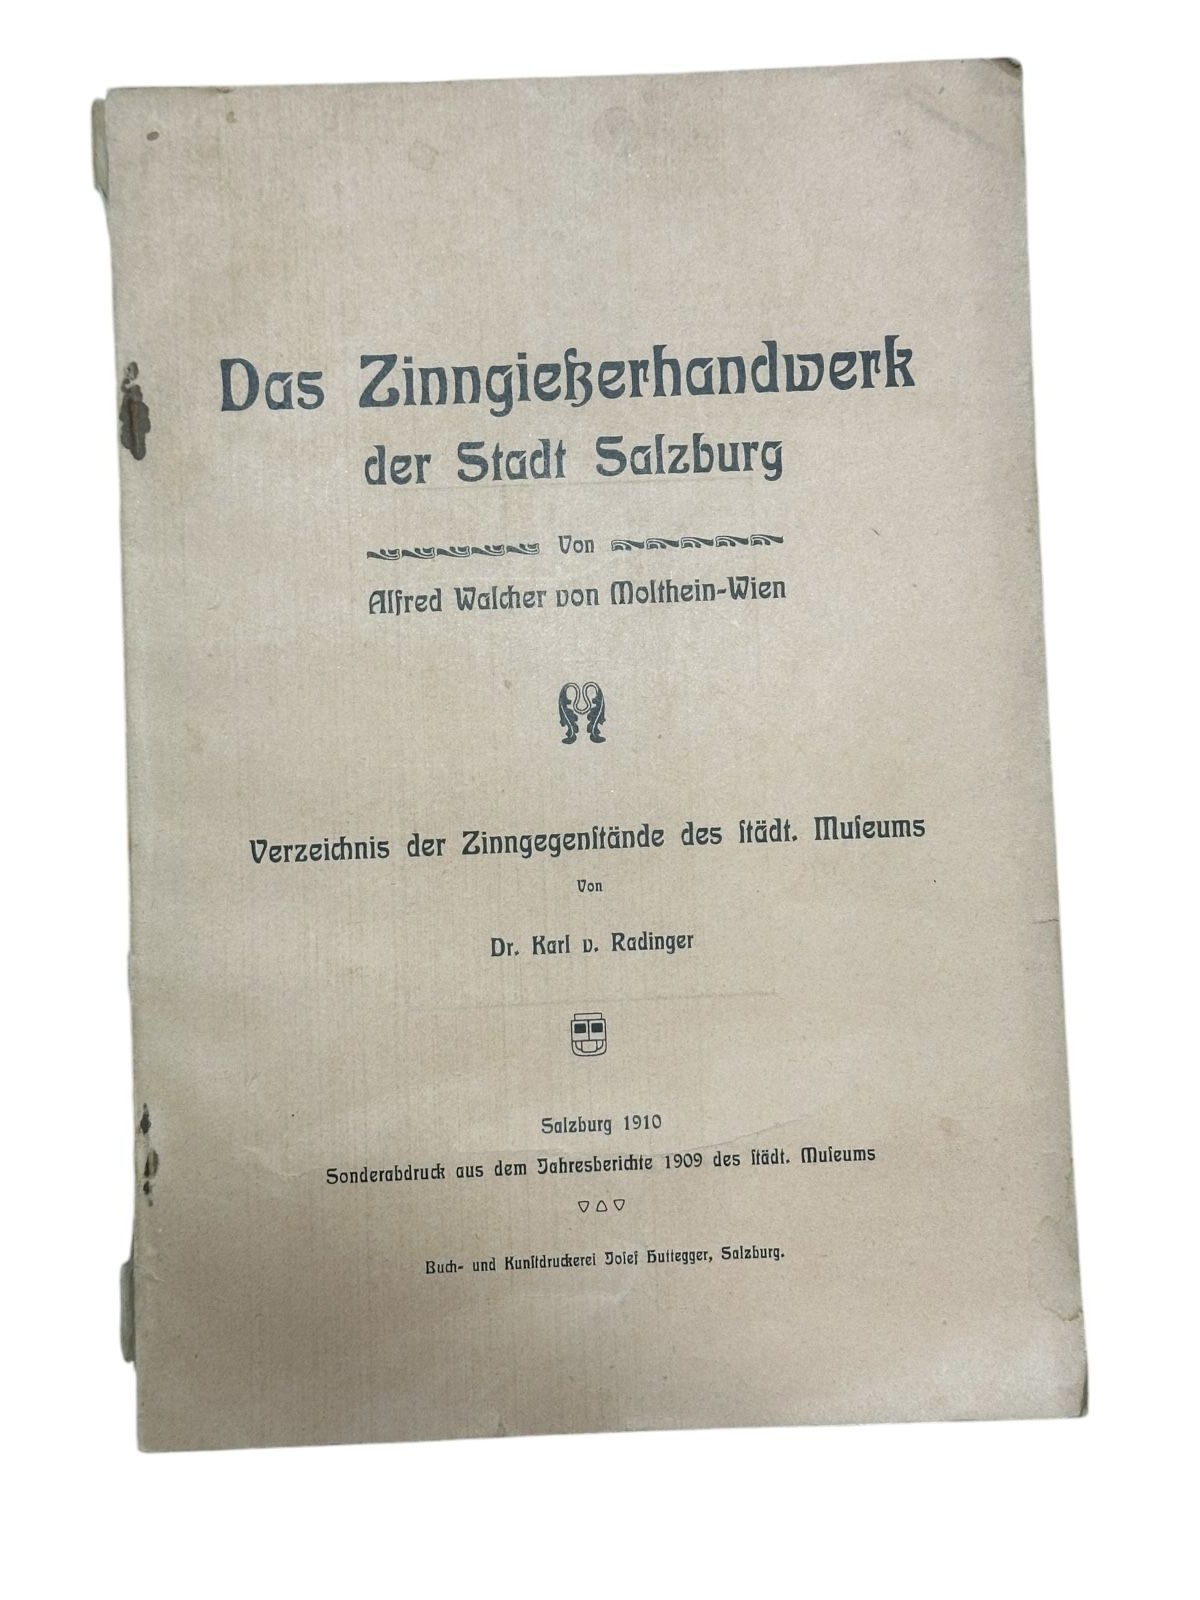 Das Zinngießerhandwerk
der Stadt Salzburg
Von
Alfred Walcher von Molthein-Wien
Verzeichnis der Zinngegenſtände des ſtädt. Muſeums
Von
Dr. Karl v. Radinger
Salzburg 1910
Sonderabdruck aus dem Jahresberichte 1909 des ſtädt. Muſeums
Buch- und Kunſtdruckerei Joſef Huttegger, Salzburg.